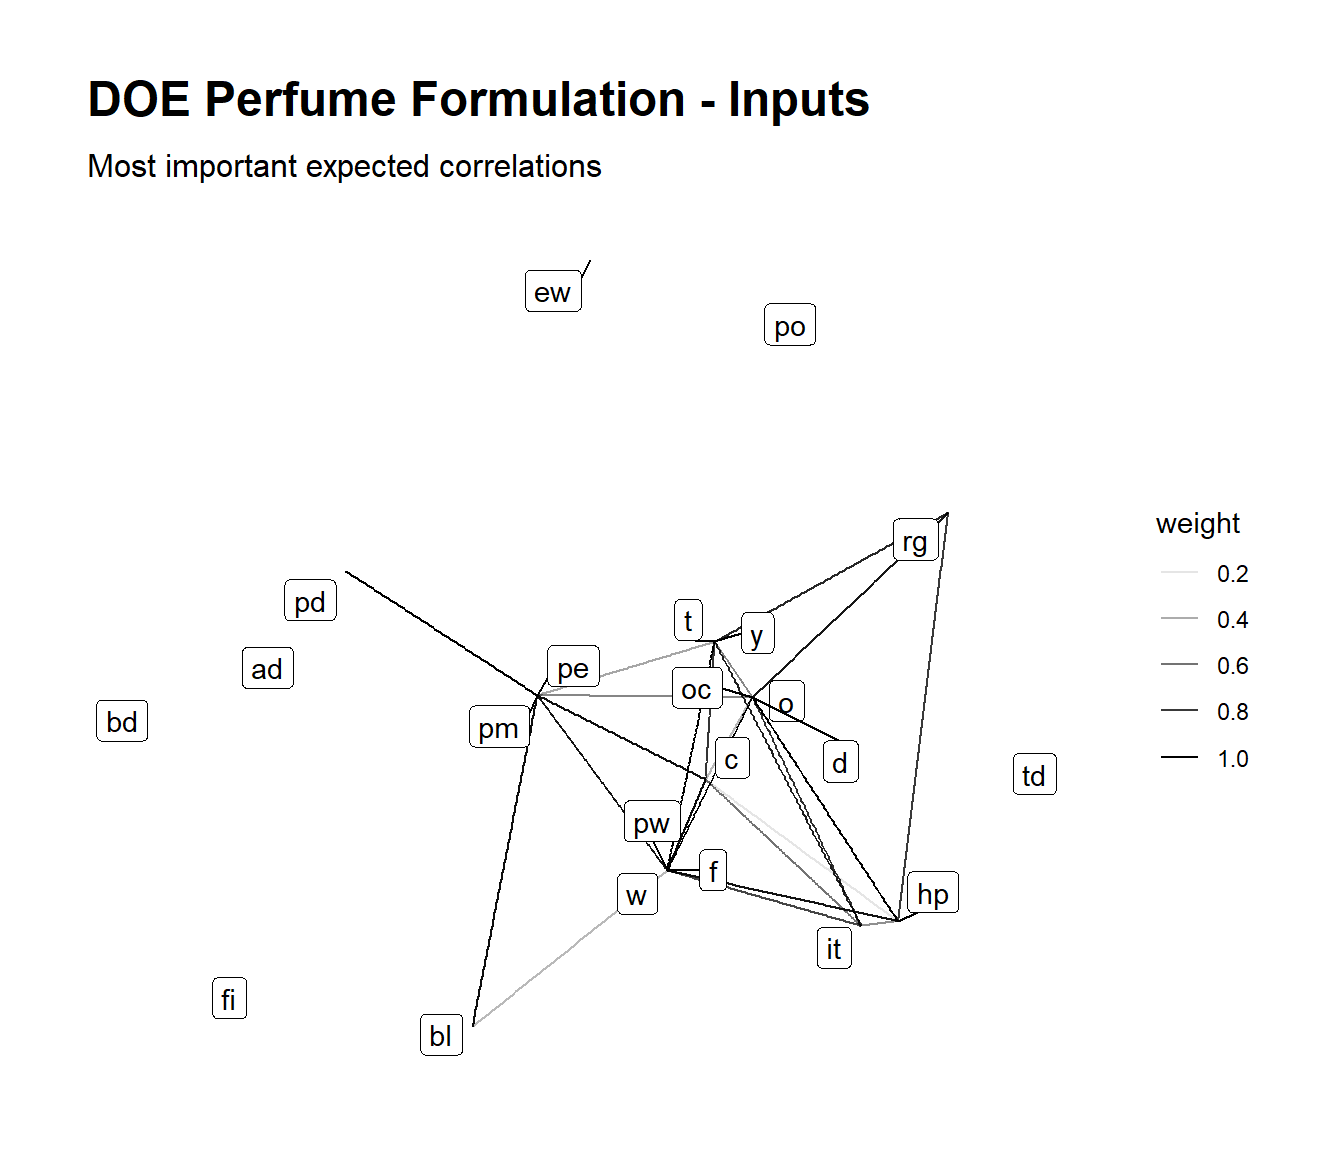 DOE Perfume Formulation - Inputs
Most important expected correlations
ew
po
rg
weight
0.2
0.4
0.6
0.8
1.0
pd
t
y
ad
pe
oc
o
bd
pm
c
d
td
pw
f
w
hp
it
fi
bl